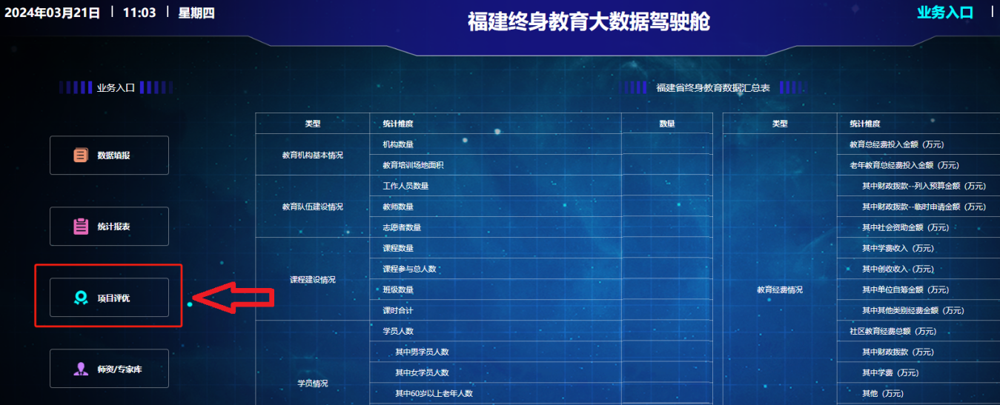 2024年03月21日 | 11:03 | 星期四
福建终身教育大数据驾驶舱
业务入口 |
业务入口
数据填报
统计报表
项目评优
师资/专家库
福建省终身教育数据汇总表
类型 统计维度 数量
教育机构基本情况
机构数量
教育培训场地面积
教育队伍建设情况
工作人员数量
教师数量
志愿者数量
课程建设情况
课程数量
课程参与总人数
班级数量
课时合计
学员情况
学员人数
其中男学员人数
其中女学员人数
其中60岁以上老年人数
类型 统计维度
教育经费情况
教育总经费投入金额（万元）
老年教育总经费投入金额（万元）
其中财政拨款--列入预算金额（万元）
其中财政拨款--临时申请金额（万元）
其中社会资助金额（万元）
其中学费收入（万元）
其中创收收入（万元）
其中单位自筹金额（万元）
其中其他类别经费金额（万元）
社区教育经费总额（万元）
其中财政拨款（万元）
其中学费（万元）
其他（万元）